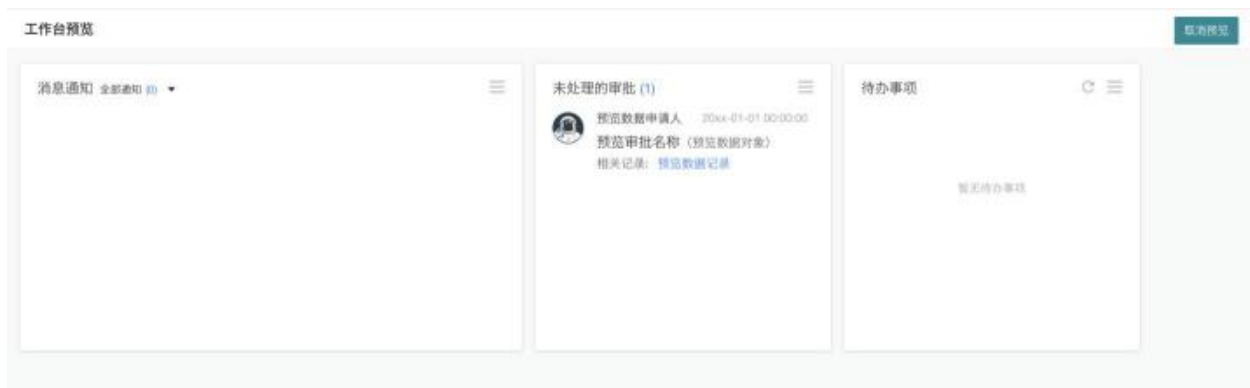 工作台预览
取消预览
消息通知 全部通知 (0)
未处理的审批 (1)
预览数据申请人 20xx-01-01 00:00:00
预览审批名称（预览数据对象）
相关记录: 预览数据记录
待办事项
暂无待办事项